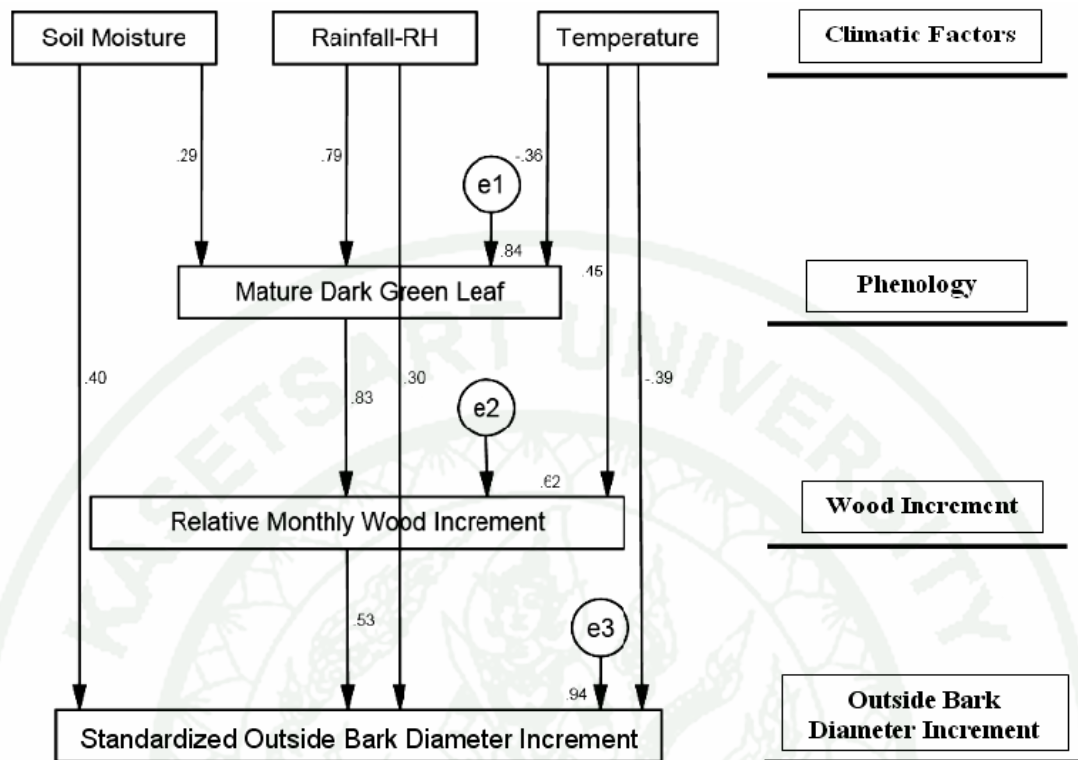 Soil Moisture
Rainfall-RH
Temperature
Climatic Factors
.29
.79
-.36
e1
.84
.45
Mature Dark Green Leaf
Phenology
.40
.83
.30
e2
-.39
.62
Relative Monthly Wood Increment
Wood Increment
.53
e3
.94
Standardized Outside Bark Diameter Increment
Outside Bark
Diameter Increment
KASETSART UNIVERSITY